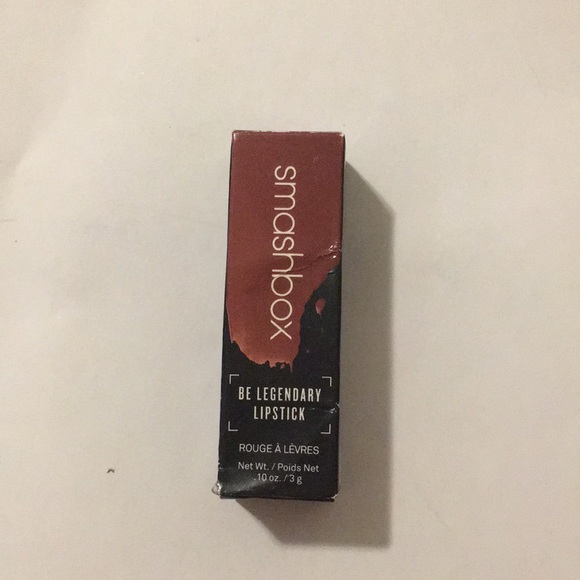 smashbox
BE LEGENDARY
LIPSTICK
ROUGE À LÈVRES
Net Wt. / Poids Net
.10 oz. / 3 g